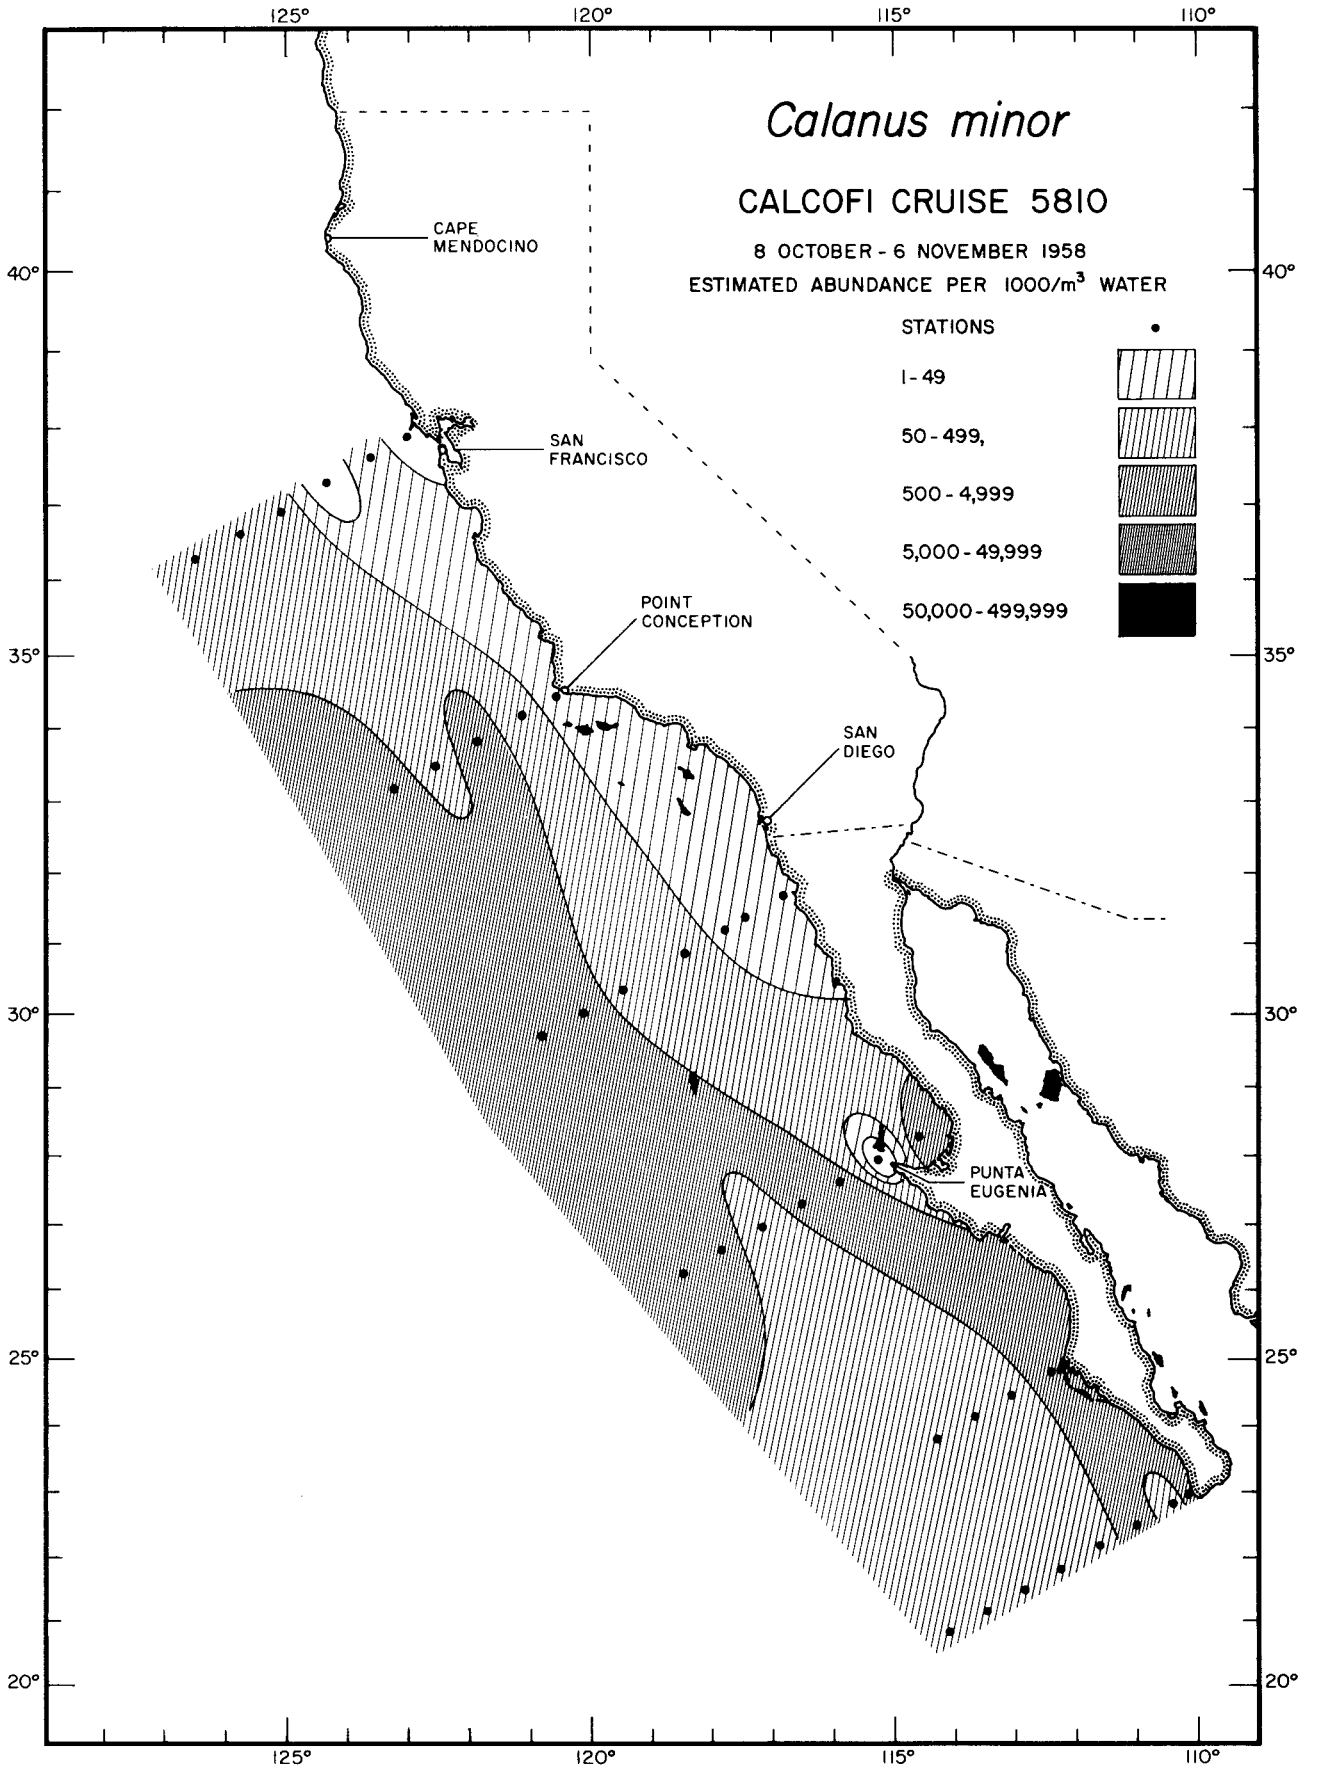 125° 120° 115° 110°
Calanus minor
CALCOFI CRUISE 5810
8 OCTOBER - 6 NOVEMBER 1958
ESTIMATED ABUNDANCE PER 1000/m³ WATER
STATIONS
1 - 49
50 - 499,
500 - 4,999
5,000 - 49,999
50,000 - 499,999
CAPE
MENDOCINO
40° 40°
SAN
FRANCISCO
POINT
CONCEPTION
35° 35°
SAN
DIEGO
30° 30°
PUNTA
EUGENIA
25° 25°
20° 20°
125° 120° 115° 110°